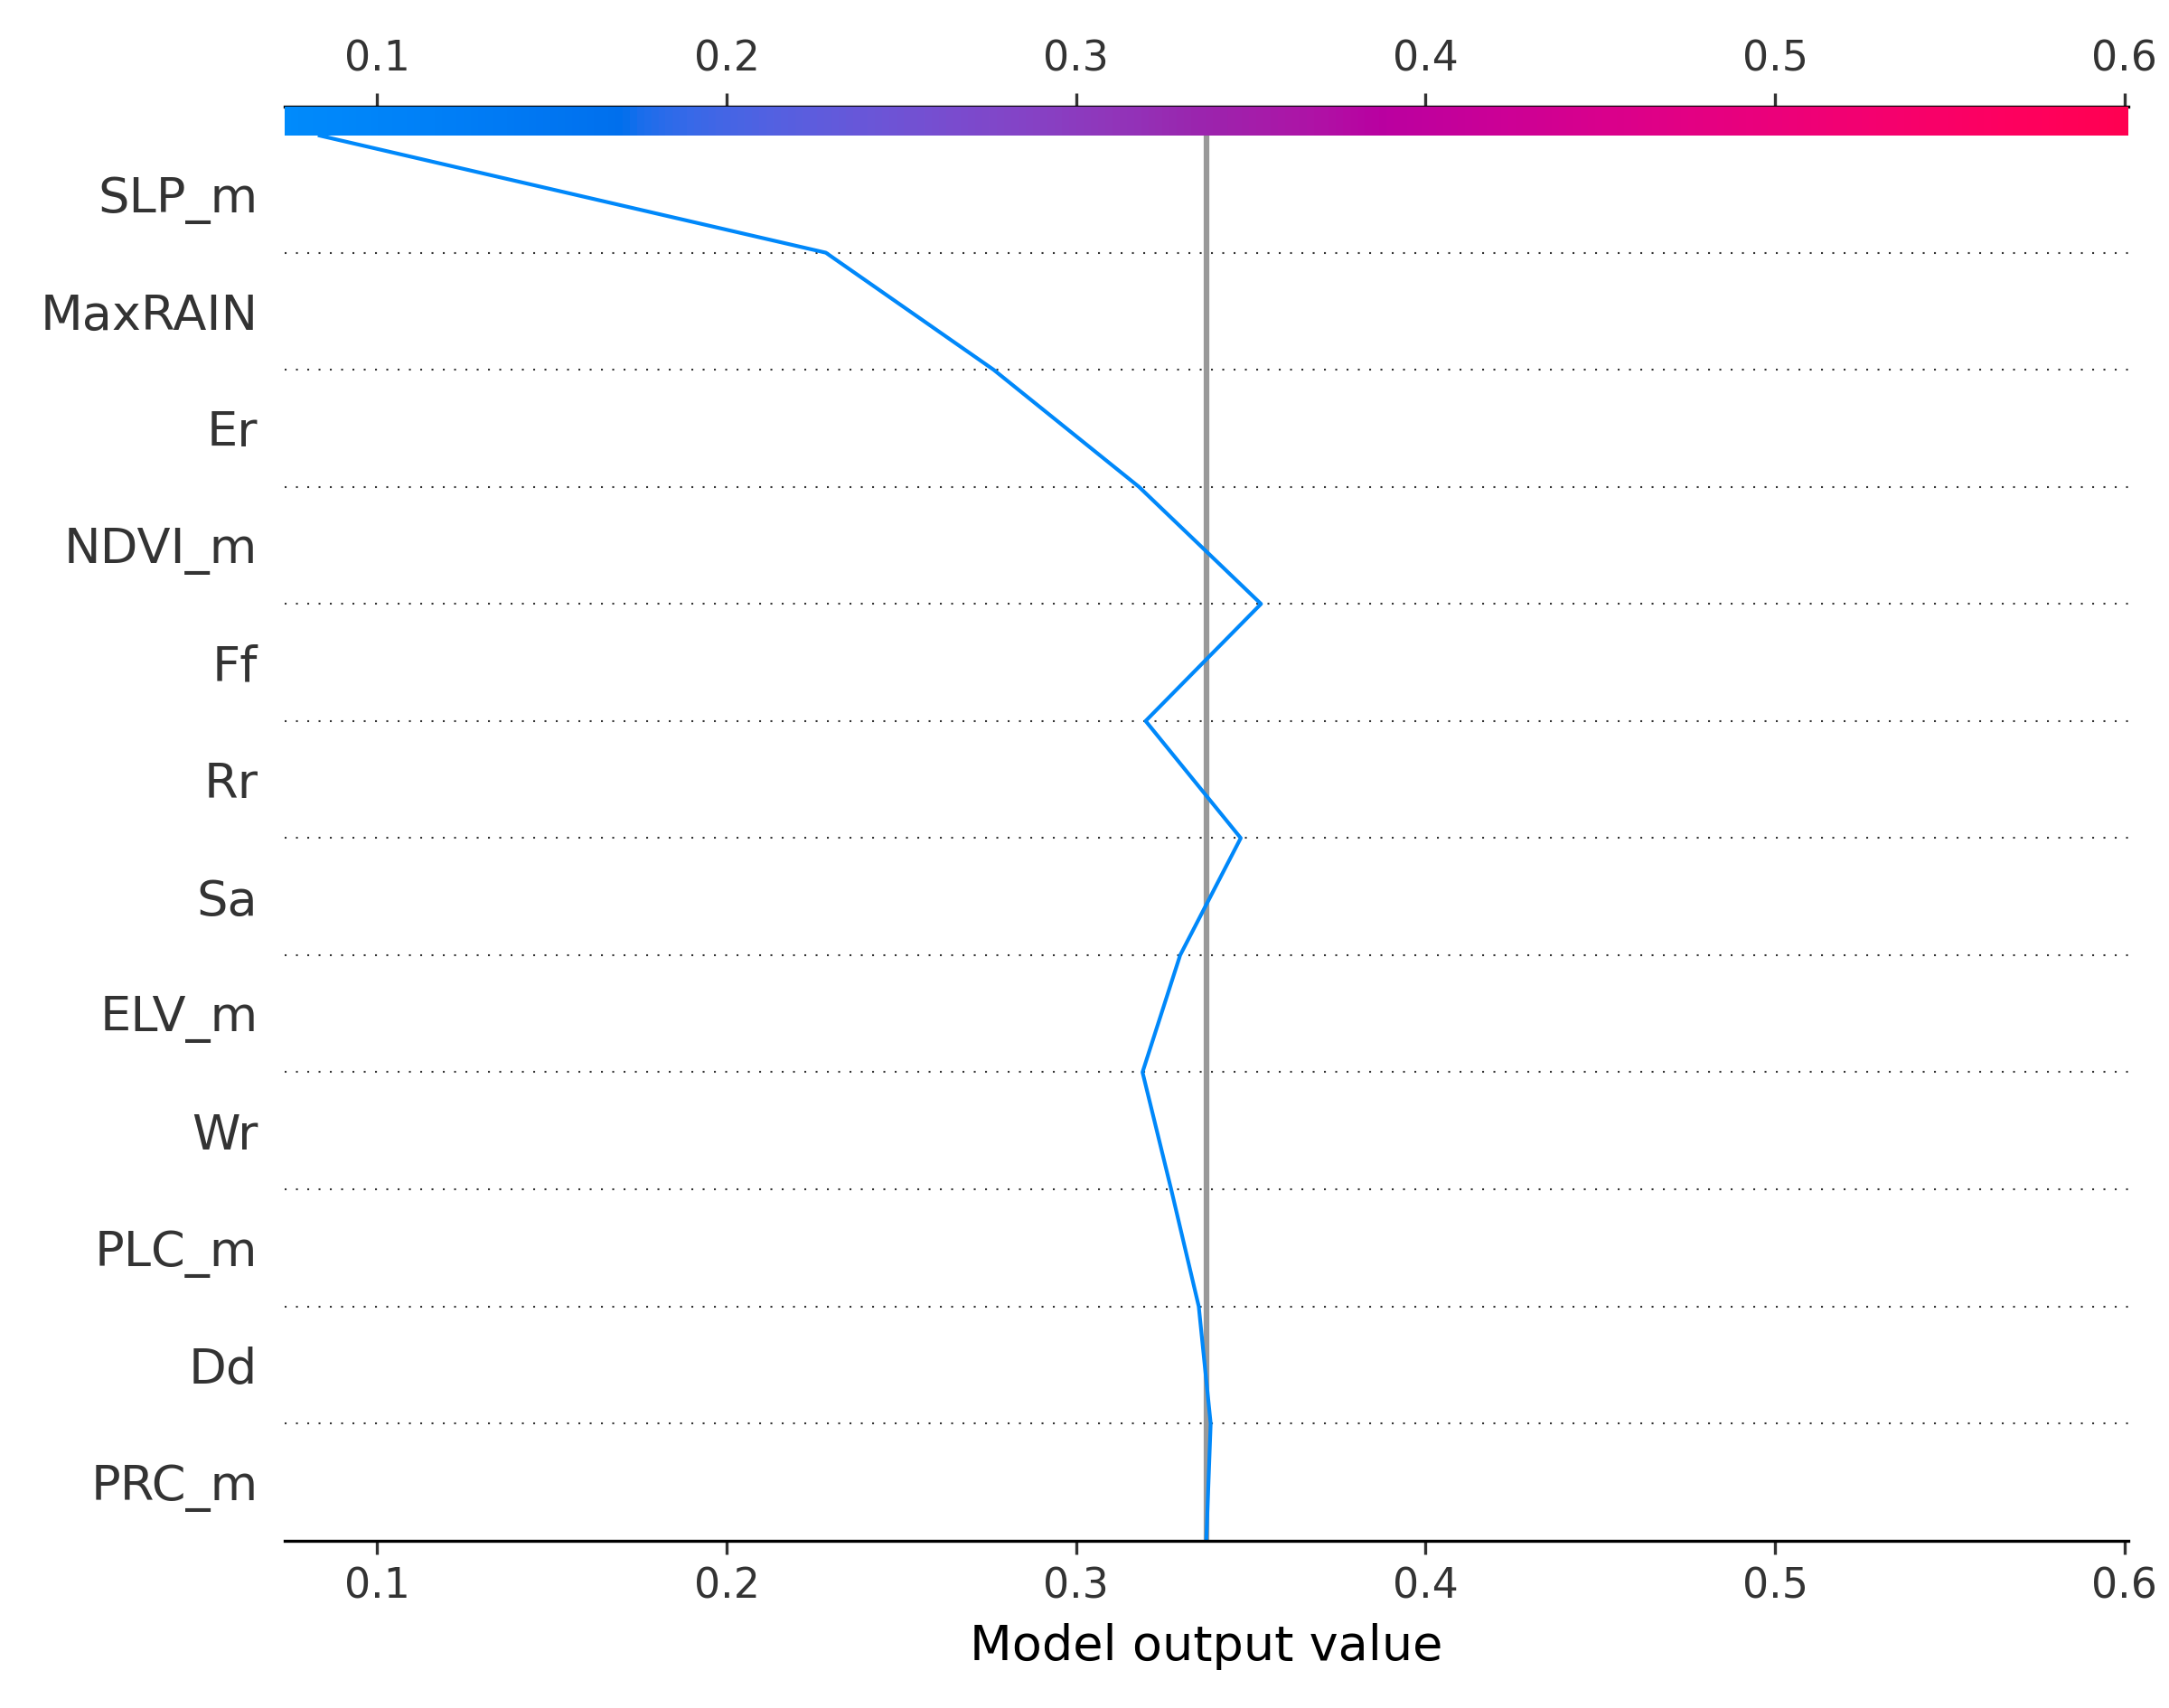 0.1 0.2 0.3 0.4 0.5 0.6
SLP_m
MaxRAIN
Er
NDVI_m
Ff
Rr
Sa
ELV_m
Wr
PLC_m
Dd
PRC_m
0.1 0.2 0.3 0.4 0.5 0.6
Model output value